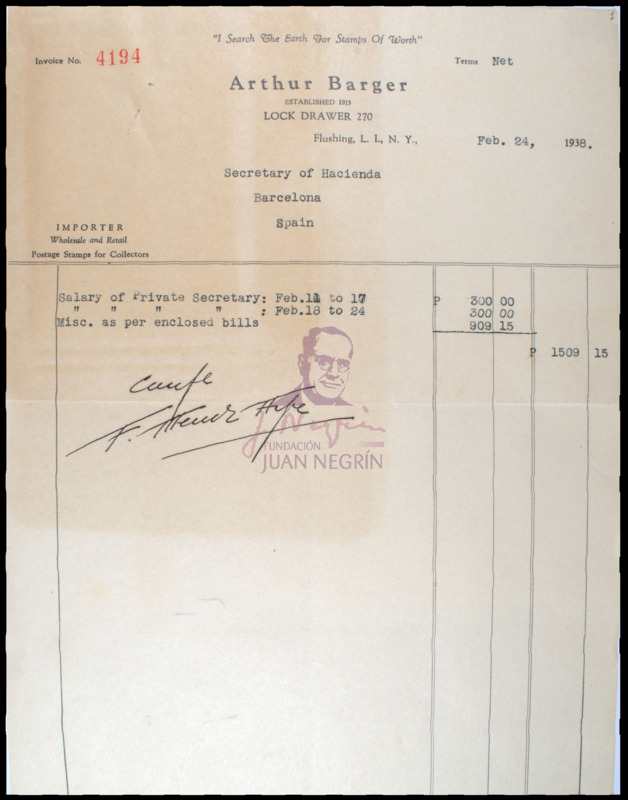 1
"I Search The Earth For Stamps Of Worth"
Invoice No. 4194
Terms Net
Arthur Barger
ESTABLISHED 1915
LOCK DRAWER 270
Flushing, L. I., N. Y., Feb. 24, 1938.
Secretary of Hacienda
Barcelona
Spain
IMPORTER
Wholesale and Retail
Postage Stamps for Collectors
Salary of Private Secretary: Feb.11 to 17 P 300 00
" " " " : Feb.18 to 24 300 00
Misc. as per enclosed bills 909 15
P 1509 15
J. Negrín
FUNDACIÓN
JUAN NEGRÍN